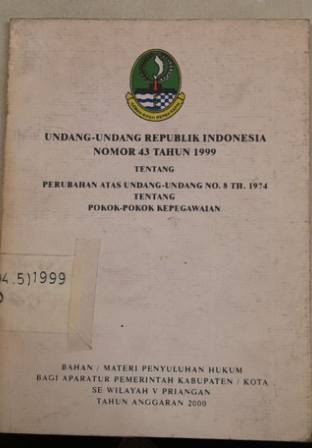 UNDANG-UNDANG REPUBLIK INDONESIA
NOMOR 43 TAHUN 1999
TENTANG
PERUBAHAN ATAS UNDANG-UNDANG NO. 8 TH. 1974
TENTANG
POKOK-POKOK KEPEGAWAIAN
04.5)1999
BAHAN / MATERI PENYULUHAN HUKUM
BAGI APARATUR PEMERINTAH KABUPATEN / KOTA
SE WILAYAH V PRIANGAN
TAHUN ANGGARAN 2000